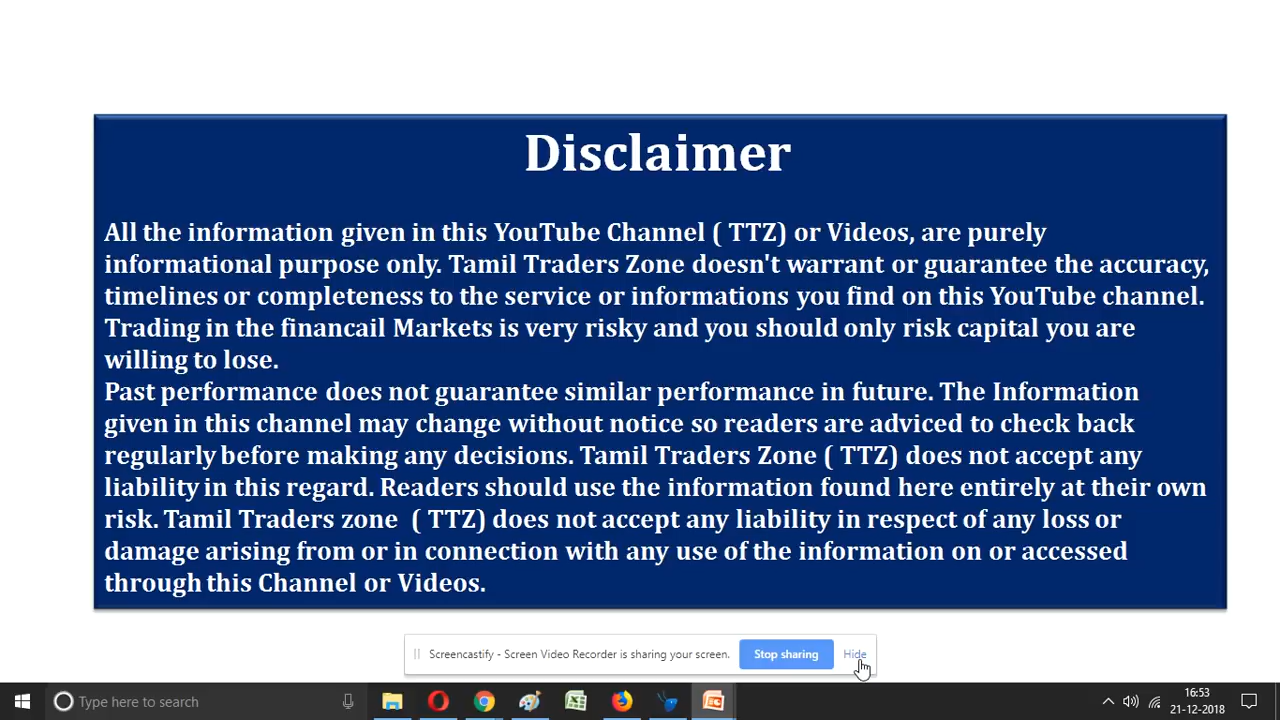 Disclaimer
All the information given in this YouTube Channel ( TTZ) or Videos, are purely
informational purpose only. Tamil Traders Zone doesn't warrant or guarantee the accuracy,
timelines or completeness to the service or informations you find on this YouTube channel.
Trading in the financail Markets is very risky and you should only risk capital you are
willing to lose.
Past performance does not guarantee similar performance in future. The Information
given in this channel may change without notice so readers are adviced to check back
regularly before making any decisions. Tamil Traders Zone ( TTZ) does not accept any
liability in this regard. Readers should use the information found here entirely at their own
risk. Tamil Traders zone  ( TTZ) does not accept any liability in respect of any loss or
damage arising from or in connection with any use of the information on or accessed
through this Channel or Videos.
Screencastify - Screen Video Recorder is sharing your screen. Stop sharing Hide
Type here to search
16:53
21-12-2018